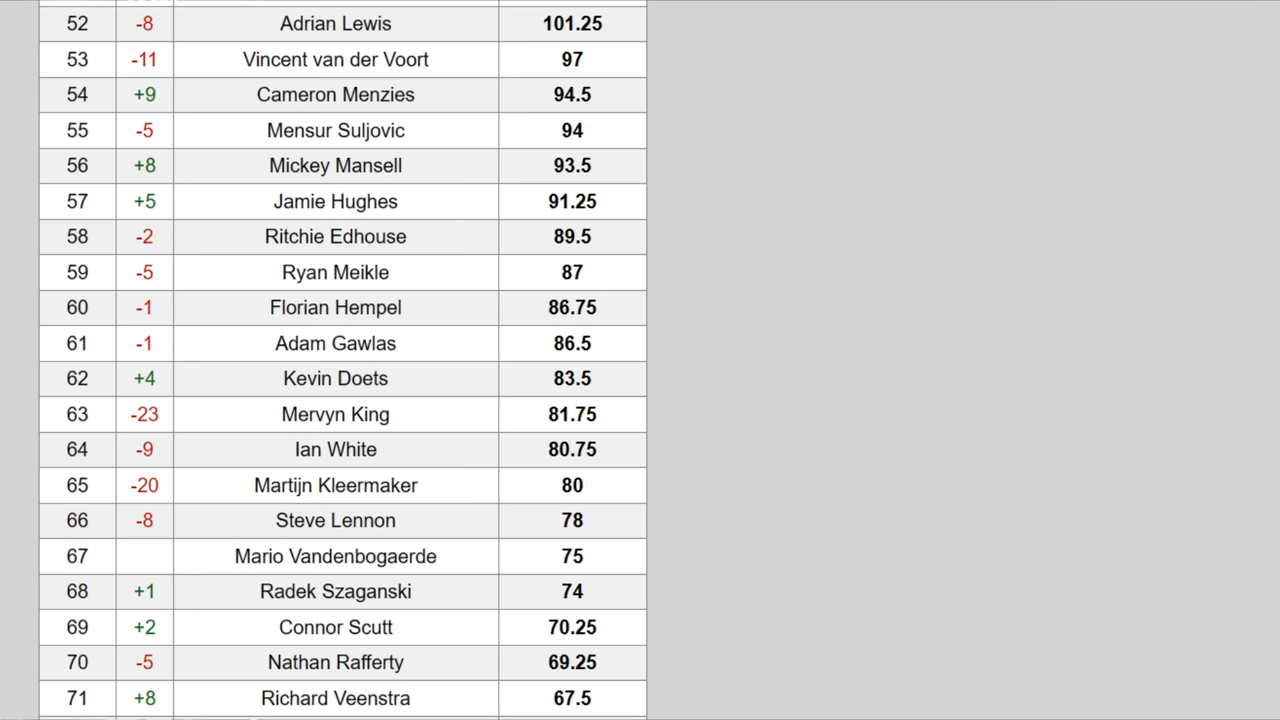 52 -8 Adrian Lewis 101.25
53 -11 Vincent van der Voort 97
54 +9 Cameron Menzies 94.5
55 -5 Mensur Suljovic 94
56 +8 Mickey Mansell 93.5
57 +5 Jamie Hughes 91.25
58 -2 Ritchie Edhouse 89.5
59 -5 Ryan Meikle 87
60 -1 Florian Hempel 86.75
61 -1 Adam Gawlas 86.5
62 +4 Kevin Doets 83.5
63 -23 Mervyn King 81.75
64 -9 Ian White 80.75
65 -20 Martijn Kleermaker 80
66 -8 Steve Lennon 78
67 Mario Vandenbogaerde 75
68 +1 Radek Szaganski 74
69 +2 Connor Scutt 70.25
70 -5 Nathan Rafferty 69.25
71 +8 Richard Veenstra 67.5